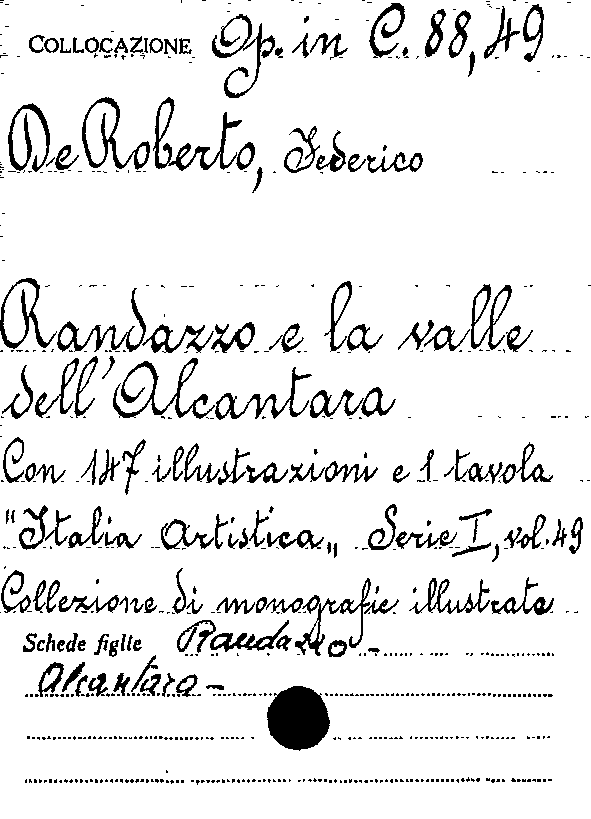 COLLOCAZIONE Op. in C. 88,49
De Roberto, Federico
Randazzo e la valle
dell'Alcantara
Con 147 illustrazioni e 1 tavola
"Italia Artistica„ Serie I, vol. 49
Collezione di monografie illustrate
Schede figlie Randazzo -
Alcantara -